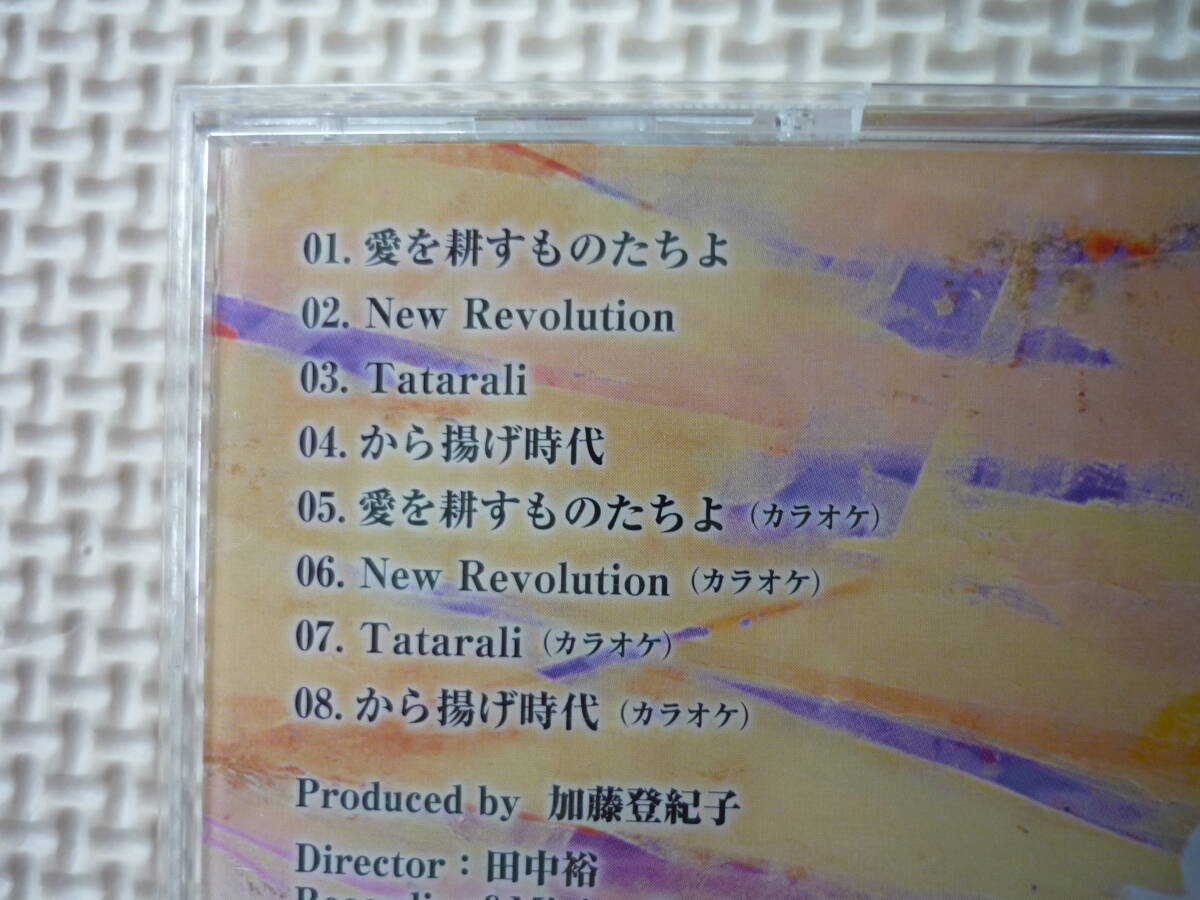 01. 愛を耕すものたちよ
02. New Revolution
03. Tatarali
04. から揚げ時代
05. 愛を耕すものたちよ（カラオケ）
06. New Revolution（カラオケ）
07. Tatarali（カラオケ）
08. から揚げ時代（カラオケ）
Produced by 加藤登紀子
Director：田中裕